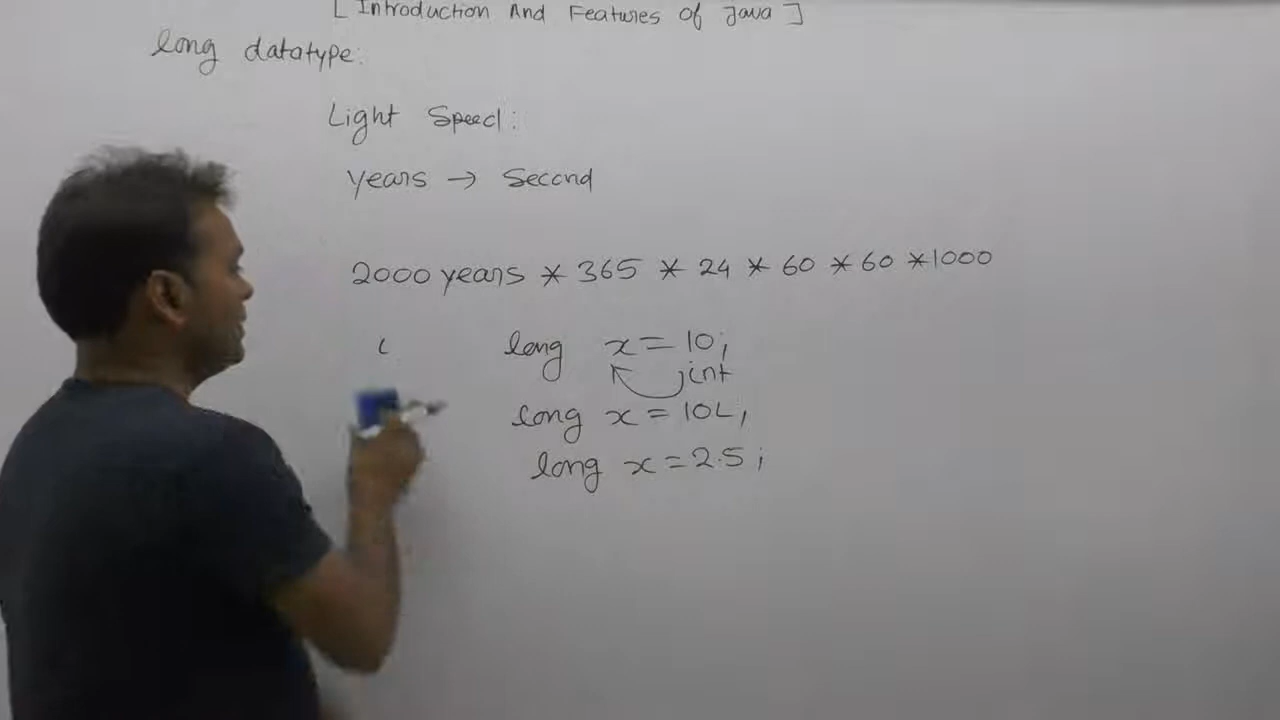 [ Introduction And Features Of java ]
long datatype:
Light Speed:
years → Second
2000 years * 365 * 24 * 60 * 60 * 1000
long x = 10;
int
long x = 10L;
long x = 2.5;